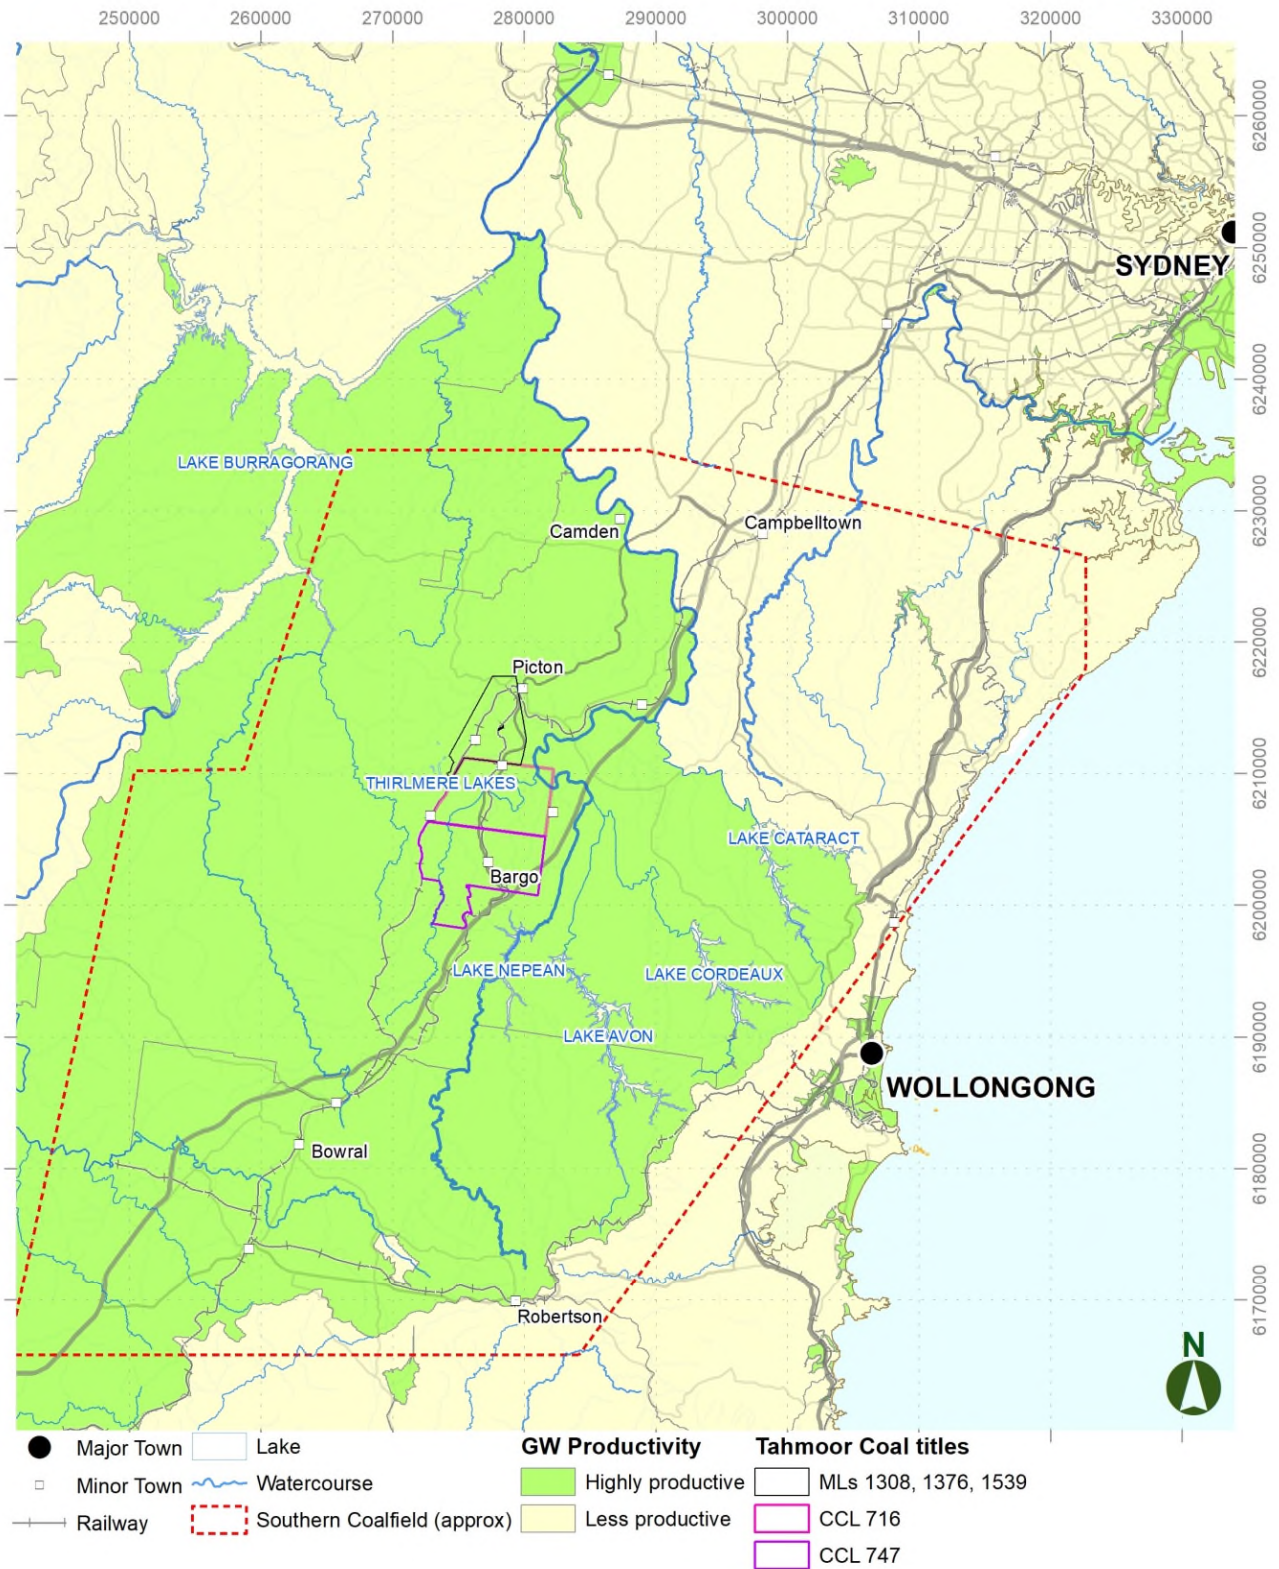 250000 260000 270000 280000 290000 300000 310000 320000 330000
6260000
6250000
SYDNEY
6240000
LAKE BURRAGORANG
6230000
Camden
Campbelltown
6220000
Picton
6210000
THIRLMERE LAKES
LAKE CATARACT
Bargo
6200000
LAKE NEPEAN
LAKE CORDEAUX
LAKE AVON
6190000
WOLLONGONG
Bowral
6180000
6170000
Robertson
N
Major Town
Lake
GW Productivity
Tahmoor Coal titles
Minor Town
Watercourse
Highly productive
MLs 1308, 1376, 1539
Railway
Southern Coalfield (approx)
Less productive
CCL 716
CCL 747